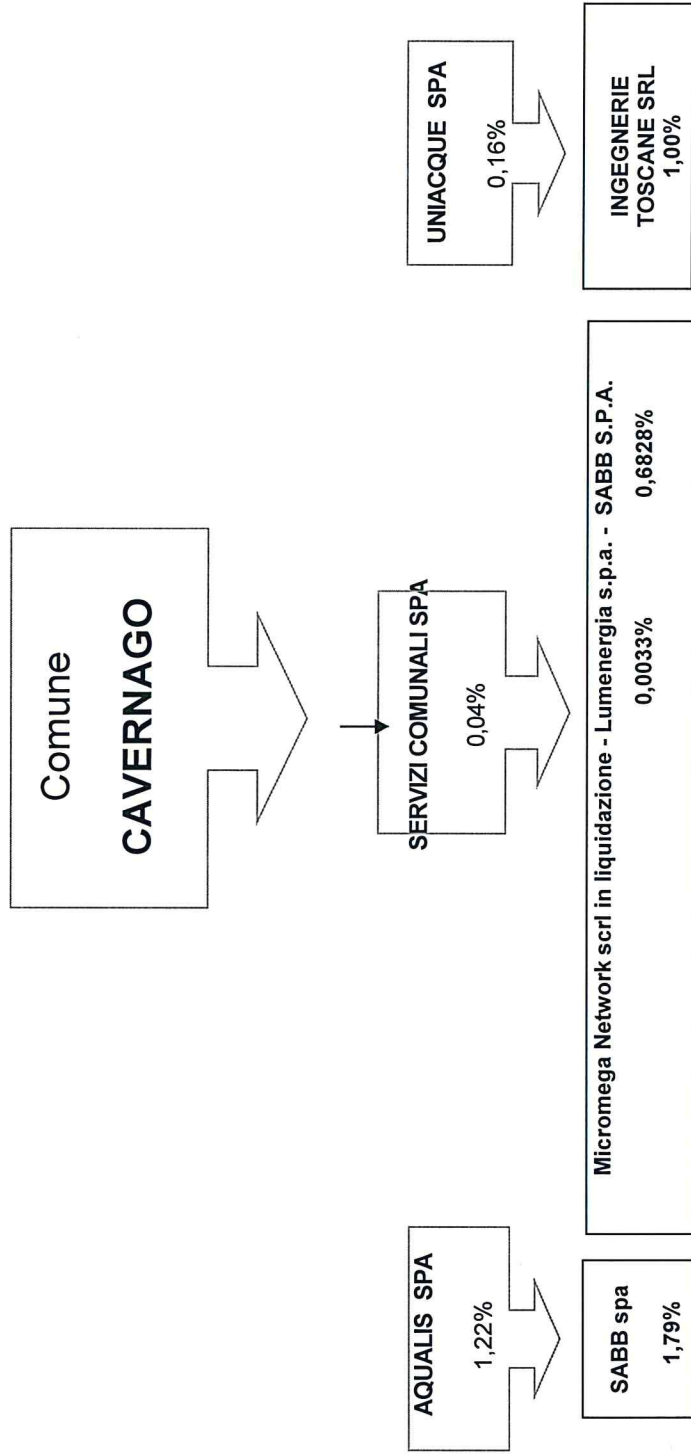 Comune
CAVERNAGO
AQUALIS SPA
1,22%
SERVIZI COMUNALI SPA
0,04%
UNIACQUE SPA
0,16%
SABB spa
1,79%
Micromega Network scrl in liquidazione - Lumenergia s.p.a. - SABB S.P.A.
0,0033% 0,6828%
INGEGNERIE
TOSCANE SRL
1,00%